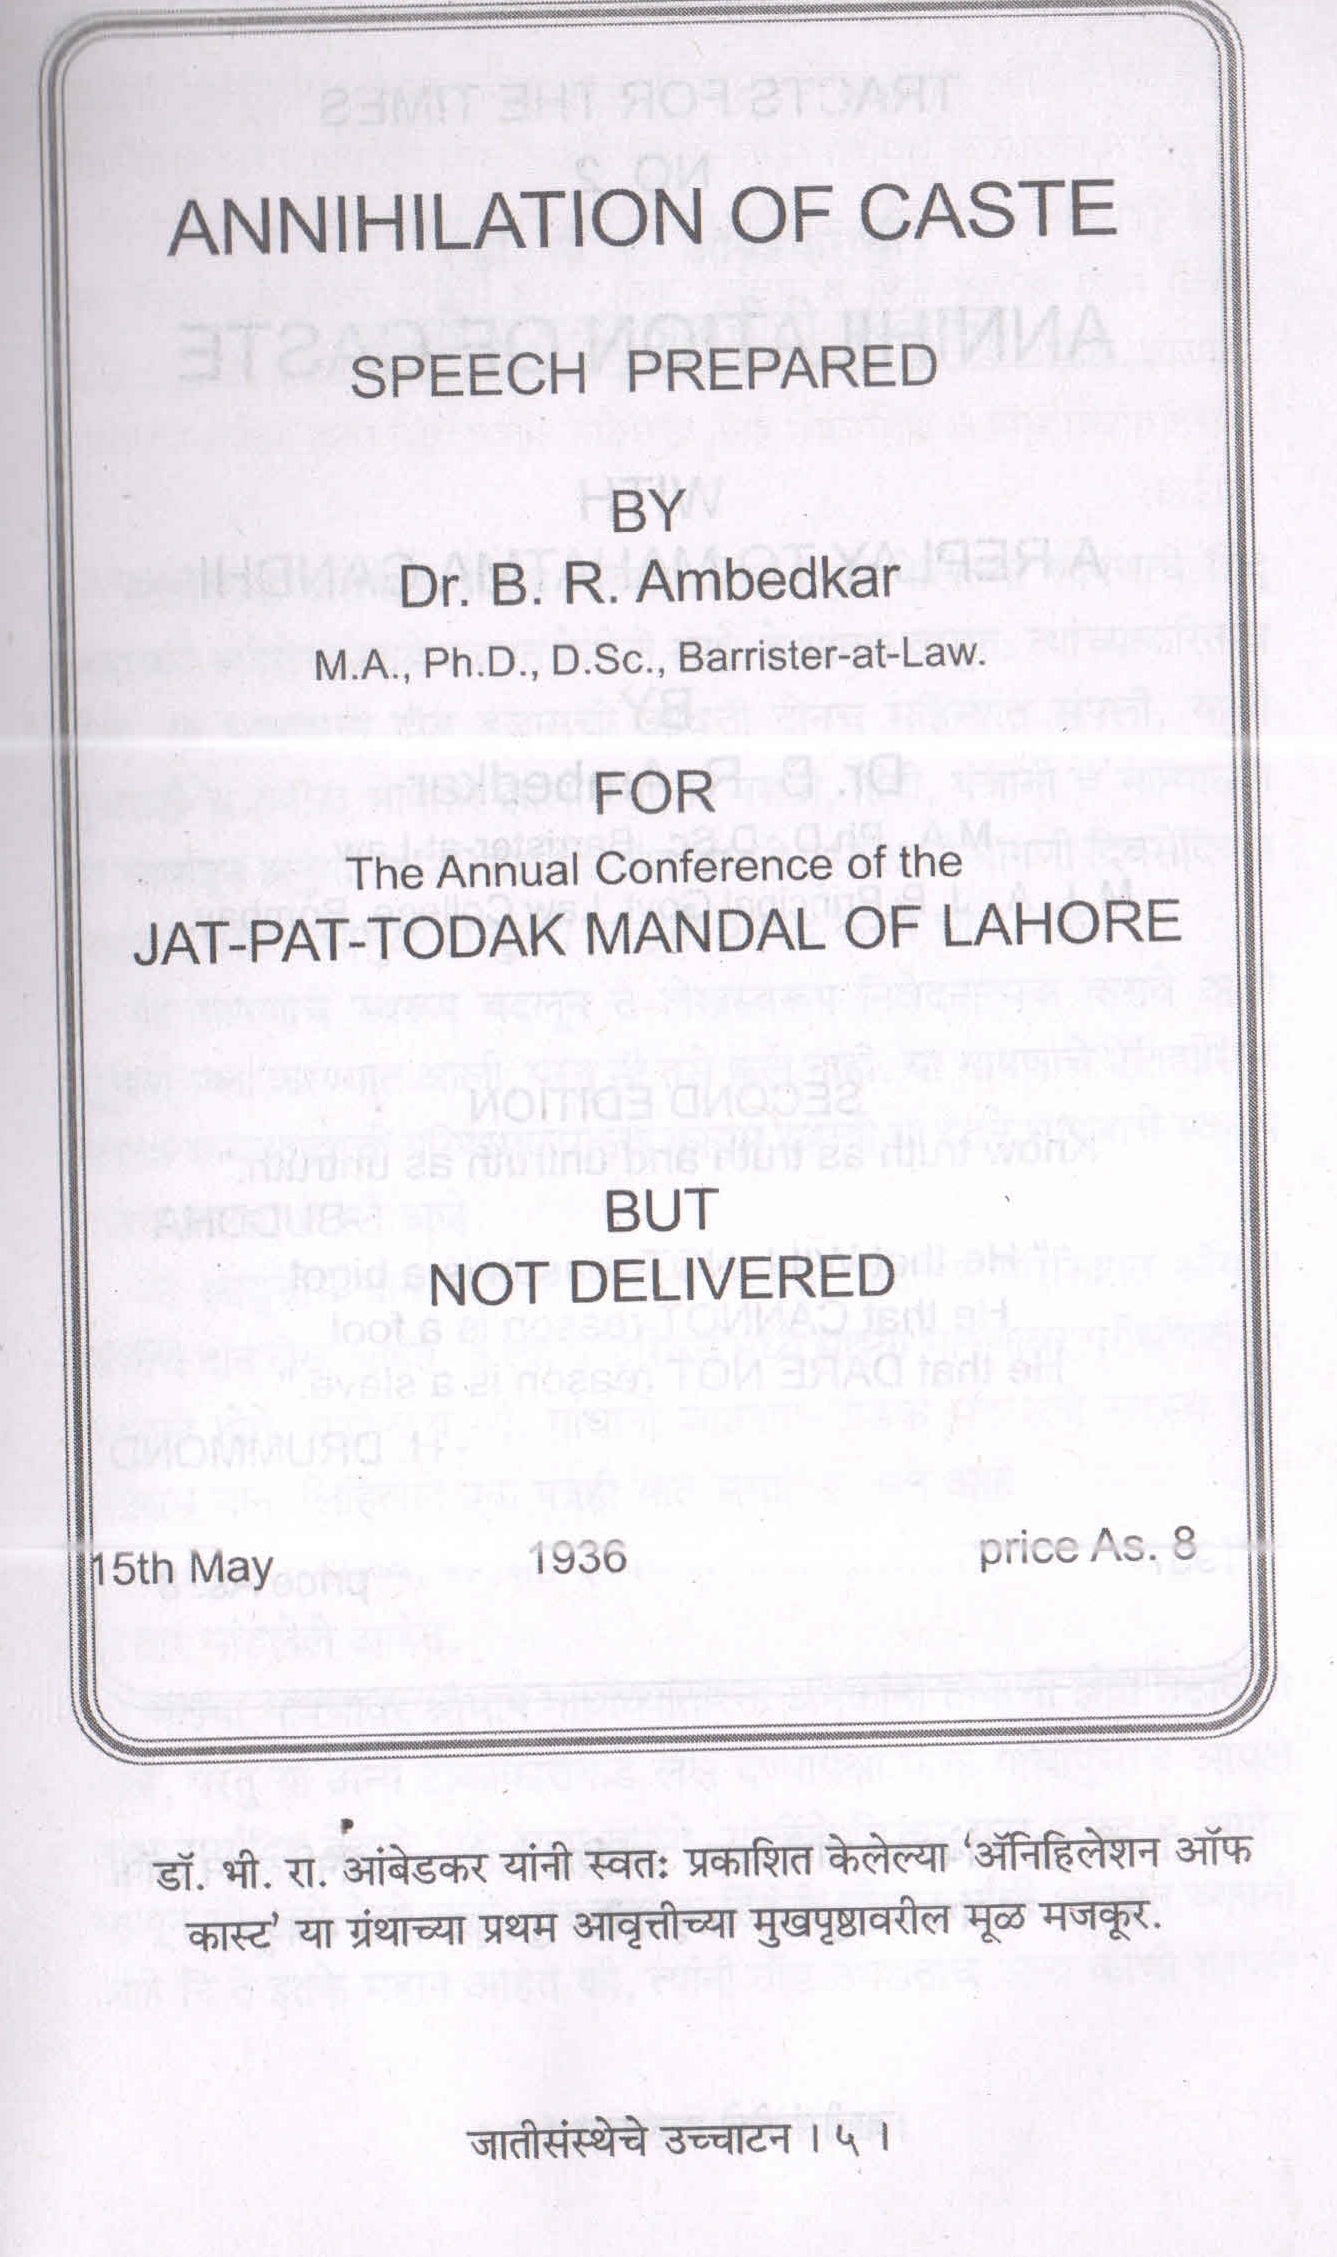 ANNIHILATION OF CASTE
SPEECH PREPARED
BY
Dr. B. R. Ambedkar
M.A., Ph.D., D.Sc., Barrister-at-Law.
FOR
The Annual Conference of the
JAT-PAT-TODAK MANDAL OF LAHORE
BUT
NOT DELIVERED
15th May 1936 price As. 8
डॉ. भी. रा. आंबेडकर यांनी स्वतः प्रकाशित केलेल्या 'ॲनिहिलेशन ऑफ
कास्ट' या ग्रंथाच्या प्रथम आवृत्तीच्या मुखपृष्ठावरील मूळ मजकूर.
जातीसंस्थेचे उच्चाटन । ५ ।